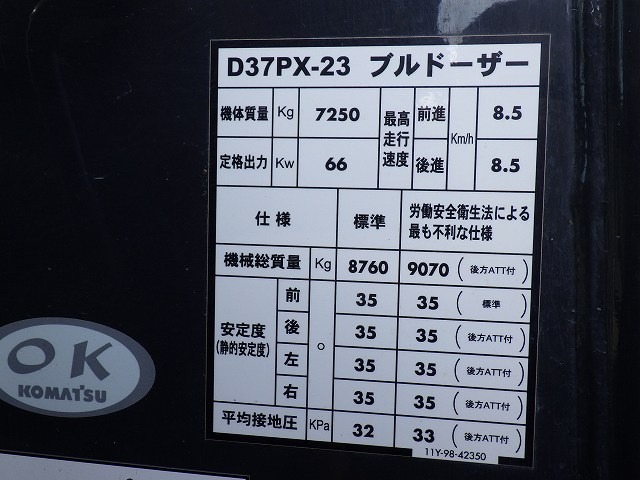 D37PX-23 ブルドーザー
機体質量 Kg 7250 最高走行速度 前進 Km/h 8.5
定格出力 Kw 66 後進 8.5
仕様 標準 労働安全衛生法による
最も不利な仕様
機械総質量 Kg 8760 9070 (後方ATT付)
安定度 (静的安定度) 前 ○ 35 35 (標準)
後 35 35 (後方ATT付)
左 35 35 (後方ATT付)
右 35 35 (後方ATT付)
平均接地圧 KPa 32 33 (後方ATT付)
11Y-98-42350
OK
KOMATSU